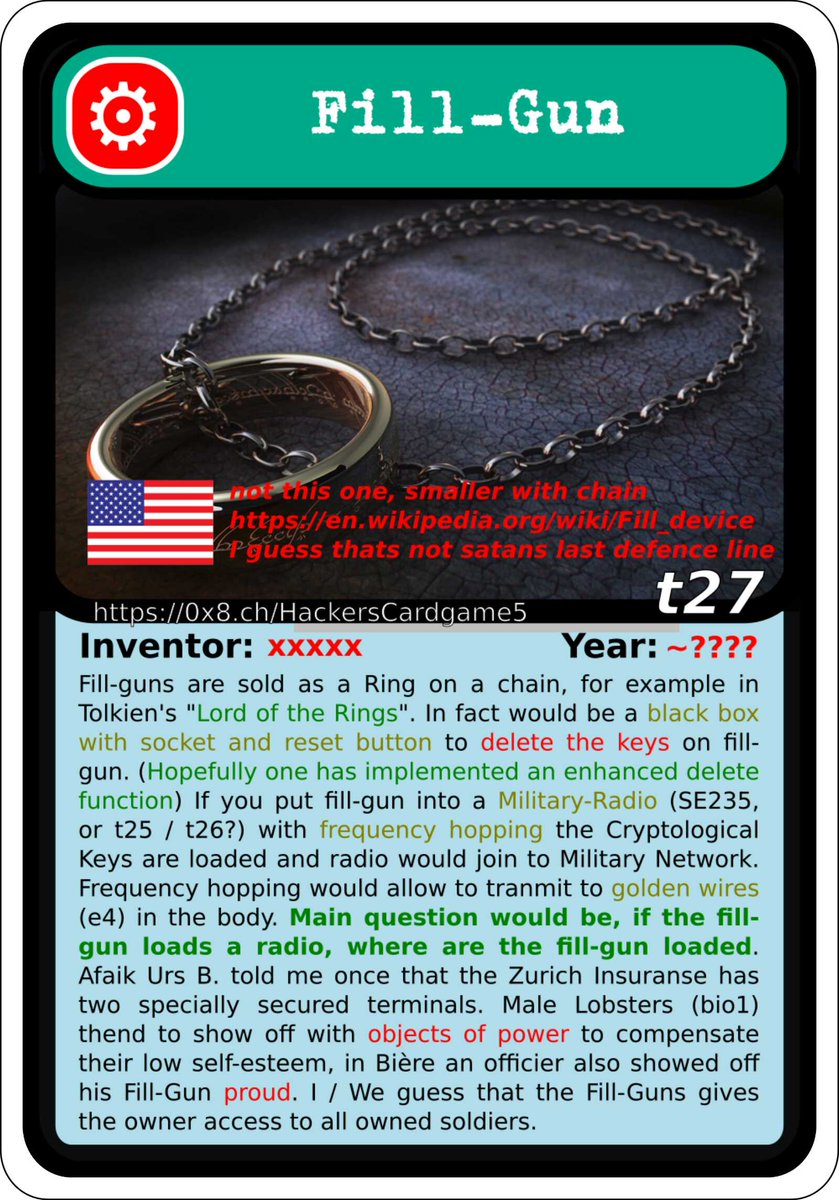 Fill-Gun
not this one, smaller with chain
https://en.wikipedia.org/wiki/Fill_device
I guess thats not satans last defence line
t27
https://0x8.ch/HackersCardgame5
Inventor: xxxxx Year: ~????
Fill-guns are sold as a Ring on a chain, for example in
Tolkien's "Lord of the Rings". In fact would be a black box
with socket and reset button to delete the keys on fill-
gun. (Hopefully one has implemented an enhanced delete
function) If you put fill-gun into a Military-Radio (SE235,
or t25 / t26?) with frequency hopping the Cryptological
Keys are loaded and radio would join to Military Network.
Frequency hopping would allow to tranmit to golden wires
(e4) in the body. Main question would be, if the fill-
gun loads a radio, where are the fill-gun loaded.
Afaik Urs B. told me once that the Zurich Insuranse has
two specially secured terminals. Male Lobsters (bio1)
thend to show off with objects of power to compensate
their low self-esteem, in Bière an officier also showed off
his Fill-Gun proud. I / We guess that the Fill-Guns gives
the owner access to all owned soldiers.